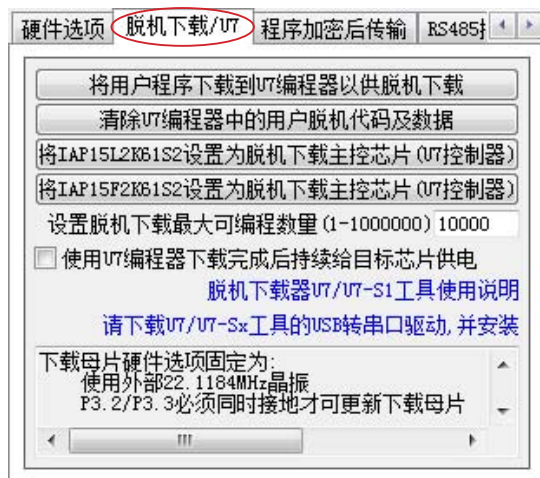 硬件选项 脱机下载/U7 程序加密后传输 RS485
将用户程序下载到U7编程器以供脱机下载
清除U7编程器中的用户脱机代码及数据
将IAP15L2K61S2设置为脱机下载主控芯片(U7控制器)
将IAP15F2K61S2设置为脱机下载主控芯片(U7控制器)
设置脱机下载最大可编程数量(1-1000000) 10000
使用U7编程器下载完成后持续给目标芯片供电
脱机下载器U7/U7-S1工具使用说明
请下载U7/U7-Sx工具的USB转串口驱动,并安装
下载母片硬件选项固定为:
使用外部22.1184MHz晶振
P3.2/P3.3必须同时接地才可更新下载母片